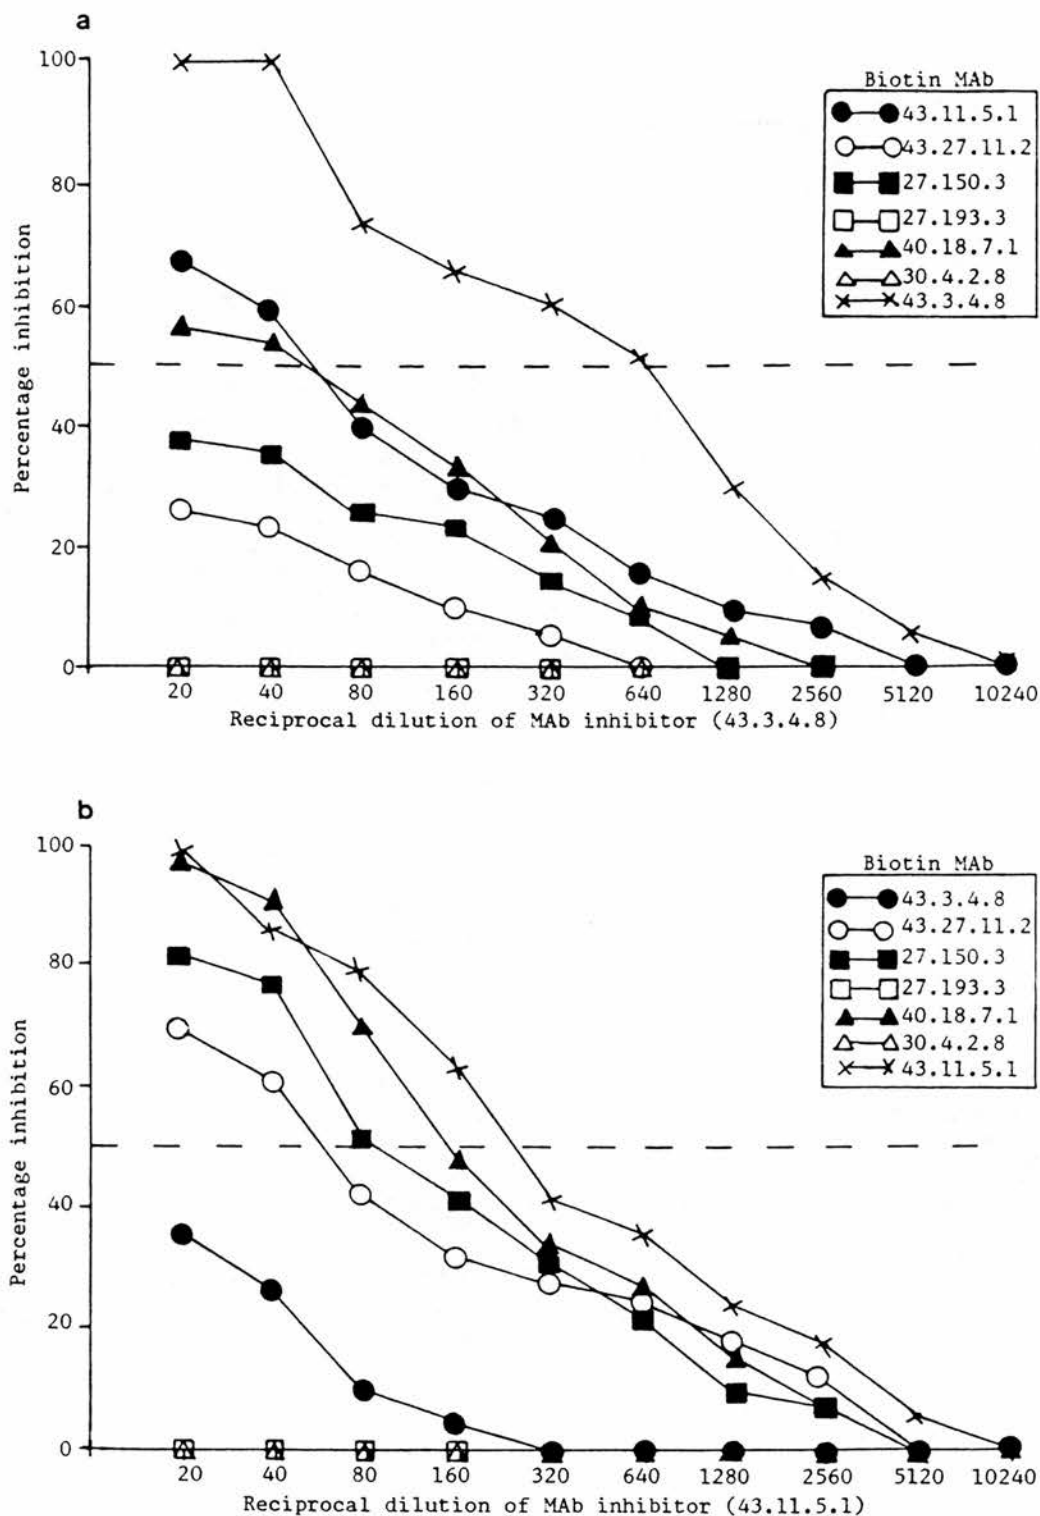 a
100
80
60
40
20
0
Percentage inhibition
Biotin MAb
43.11.5.1
43.27.11.2
27.150.3
27.193.3
40.18.7.1
30.4.2.8
43.3.4.8
20 40 80 160 320 640 1280 2560 5120 10240
Reciprocal dilution of MAb inhibitor (43.3.4.8)
b
100
80
60
40
20
0
Percentage inhibition
Biotin MAb
43.3.4.8
43.27.11.2
27.150.3
27.193.3
40.18.7.1
30.4.2.8
43.11.5.1
20 40 80 160 320 640 1280 2560 5120 10240
Reciprocal dilution of MAb inhibitor (43.11.5.1)